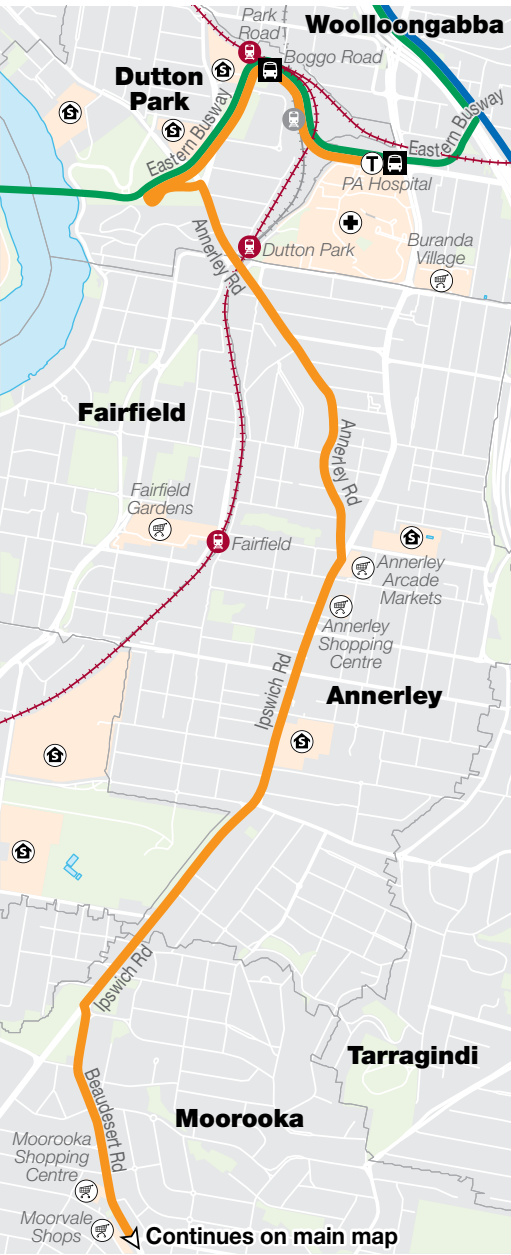 Park
Road
Woolloongabba
Boggo Road
Dutton
Park
S
S
S
Eastern Busway
Eastern Busway
T
PA Hospital
Annerley Rd
Dutton Park
Buranda
Village
Fairfield
Annerley Rd
Fairfield
Gardens
Fairfield
S
Annerley
Arcade
Markets
Annerley
Shopping
Centre
Ipswich Rd
Annerley
S
S
S
Ipswich Rd
Tarragindi
Beaudesert Rd
Moorooka
Moorooka
Shopping
Centre
Moorvale
Shops
Continues on main map